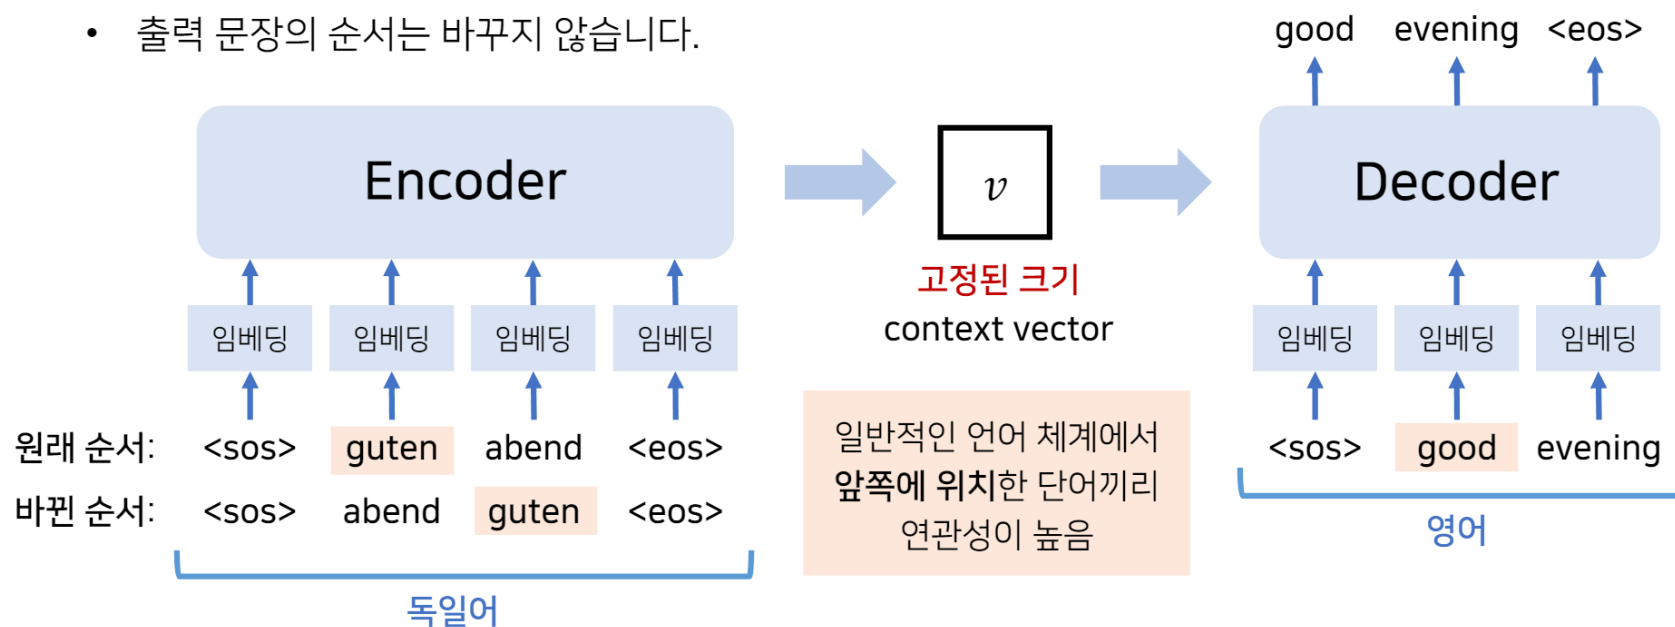 • 출력 문장의 순서는 바꾸지 않습니다.
good evening <eos>
Encoder
v
Decoder
고정된 크기
context vector
임베딩 임베딩 임베딩 임베딩
임베딩 임베딩 임베딩
원래 순서: <sos> guten abend <eos>
바뀐 순서: <sos> abend guten <eos>
독일어
일반적인 언어 체계에서
앞쪽에 위치한 단어끼리
연관성이 높음
<sos> good evening
영어